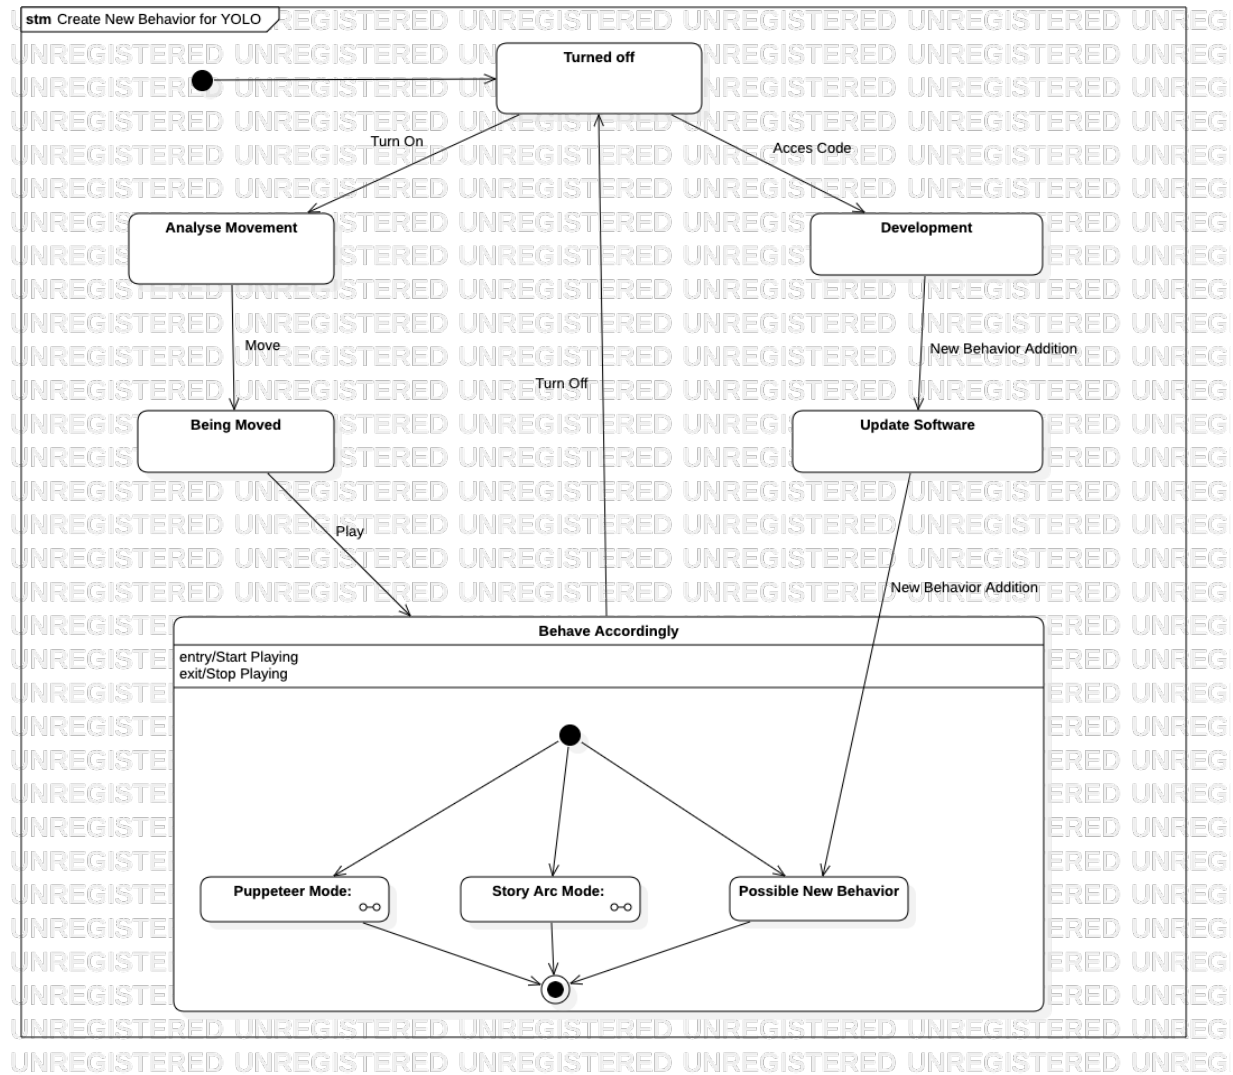 stm Create New Behavior for YOLO
Turned off
Turn On
Acces Code
Analyse Movement
Development
Move
New Behavior Addition
Turn Off
Being Moved
Update Software
Play
New Behavior Addition
Behave Accordingly
entry/Start Playing
exit/Stop Playing
Puppeteer Mode:
Story Arc Mode:
Possible New Behavior
UNREGISTERED